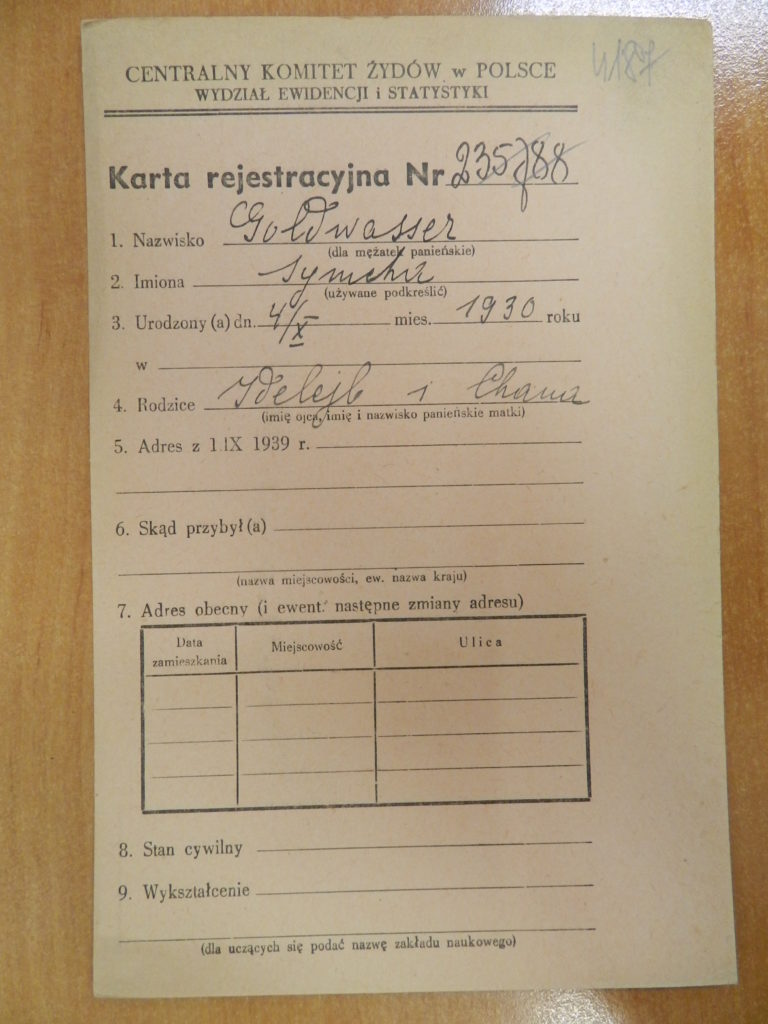 4187
CENTRALNY KOMITET ŻYDÓW w POLSCE
WYDZIAŁ EWIDENCJI i STATYSTYKI
Karta rejestracyjna Nr 235788
1. Nazwisko Goldwasser
(dla mężatek panieńskie)
2. Imiona Symcha
(używane podkreślić)
3. Urodzony (a) dn. 4/X mies. 1930 roku
w
4. Rodzice Idelejb i Chana
(imię ojca, imię i nazwisko panieńskie matki)
5. Adres z 1 IX 1939 r.
6. Skąd przybył (a)
(nazwa miejscowości, ew. nazwa kraju)
7. Adres obecny (i ewent. następne zmiany adresu)
Data zamieszkania Miejscowość Ulica
8. Stan cywilny
9. Wykształcenie
(dla uczących się podać nazwę zakładu naukowego)